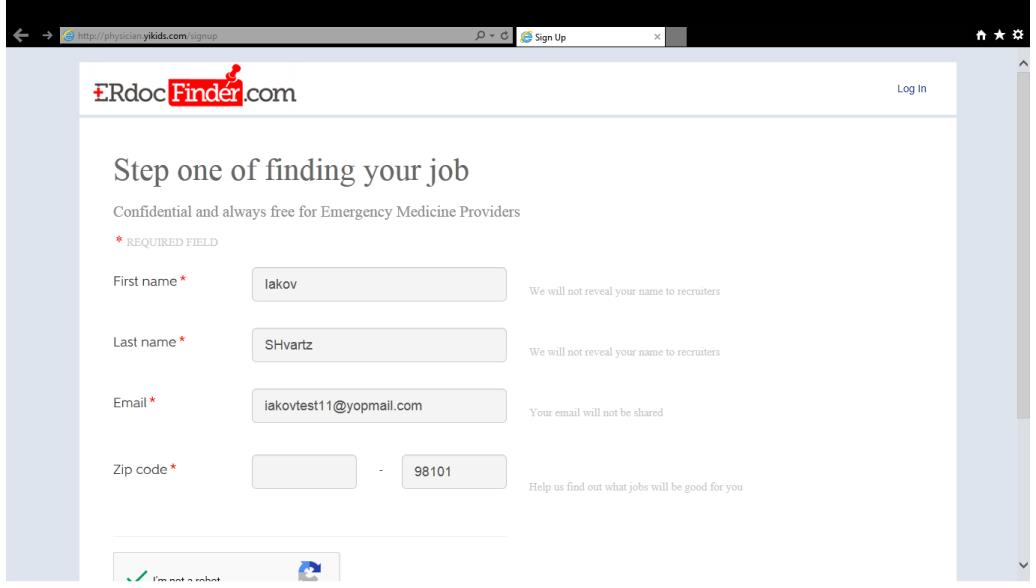 http://physician.yikids.com/signup
Sign Up
ERdocFinder.com
Log In
Step one of finding your job
Confidential and always free for Emergency Medicine Providers
* REQUIRED FIELD
First name *
Iakov
We will not reveal your name to recruiters
Last name *
SHvartz
We will not reveal your name to recruiters
Email *
iakovtest11@yopmail.com
Your email will not be shared
Zip code *
-
98101
Help us find out what jobs will be good for you
I'm not a robot